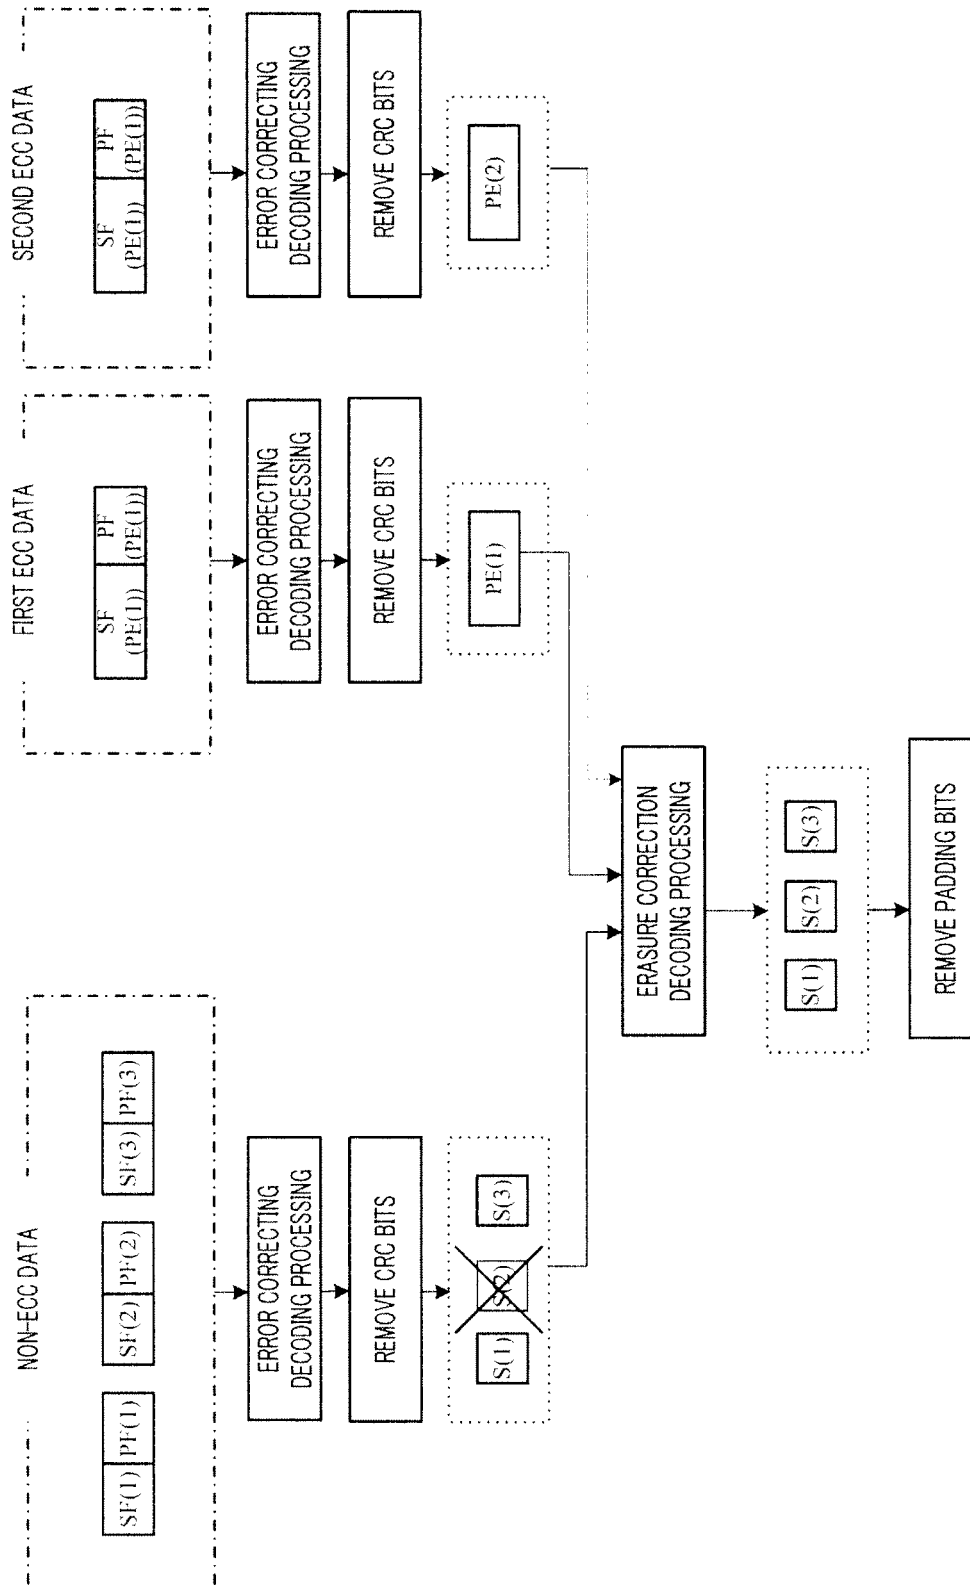 NON-ECC DATA
SF(1) PF(1) SF(2) PF(2) SF(3) PF(3)
ERROR CORRECTING
DECODING PROCESSING
REMOVE CRC BITS
S(1) S(2) S(3)
FIRST ECC DATA
SF
(PE(1))
PF
(PE(1))
ERROR CORRECTING
DECODING PROCESSING
REMOVE CRC BITS
PE(1)
SECOND ECC DATA
SF
(PE(1))
PF
(PE(1))
ERROR CORRECTING
DECODING PROCESSING
REMOVE CRC BITS
PE(2)
ERASURE CORRECTION
DECODING PROCESSING
S(1) S(2) S(3)
REMOVE PADDING BITS